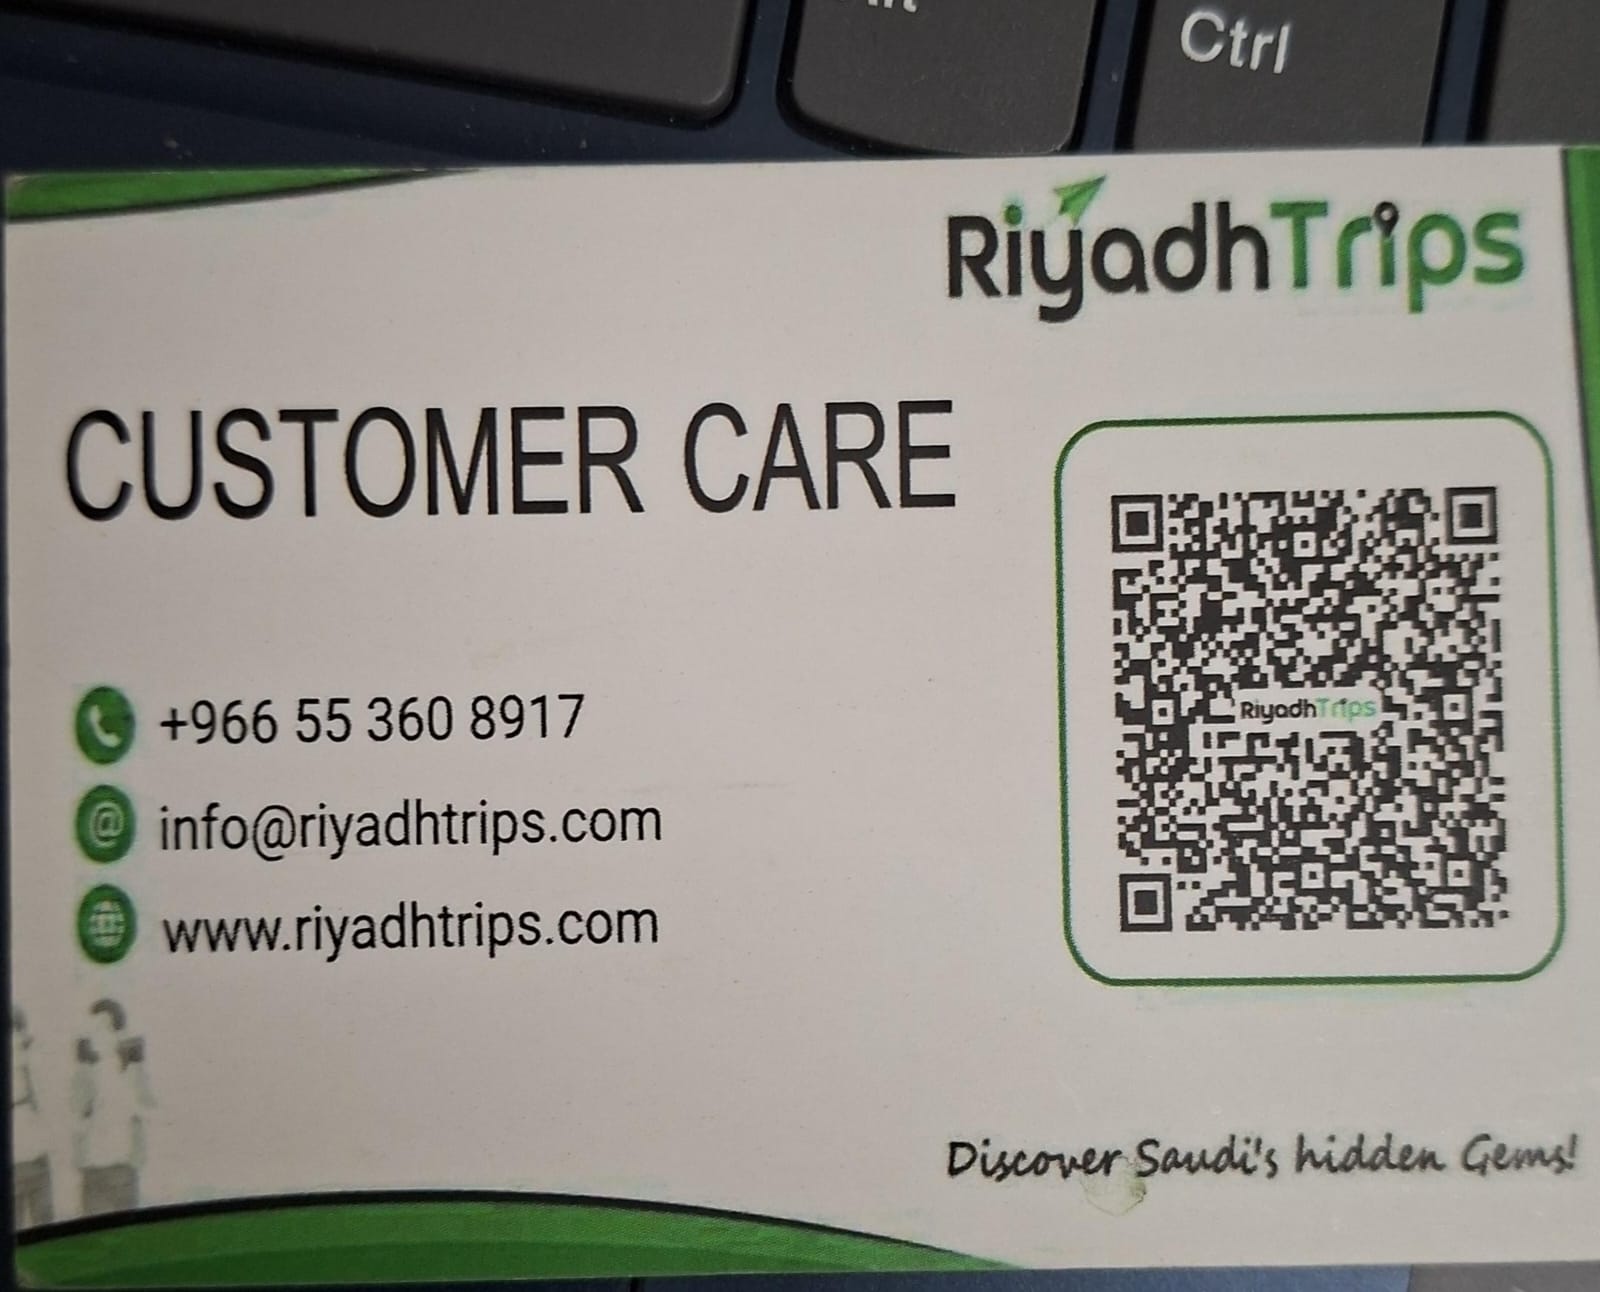 Ctrl
RiyadhTrips
CUSTOMER CARE
+966 55 360 8917
info@riyadhtrips.com
www.riyadhtrips.com
RiyadhTrips
Discover Saudi's hidden Gems!